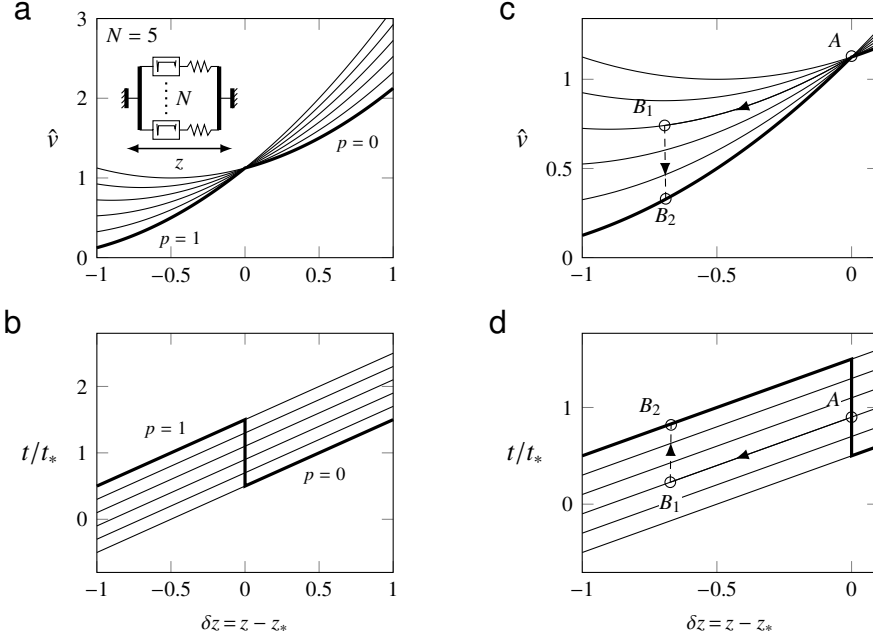 a
3
2
1
0
v̂
N = 5
N
z
p = 0
p = 1
−1
−0.5
0
0.5
1
c
1
0.5
0
A
B1
B2
−1
−0.5
0
b
2
1
0
t/t*
p = 1
p = 0
−1
−0.5
0
0.5
1
δz = z − z*
d
1
0
t/t*
B2
A
B1
−1
−0.5
0
δz = z − z*
v̂